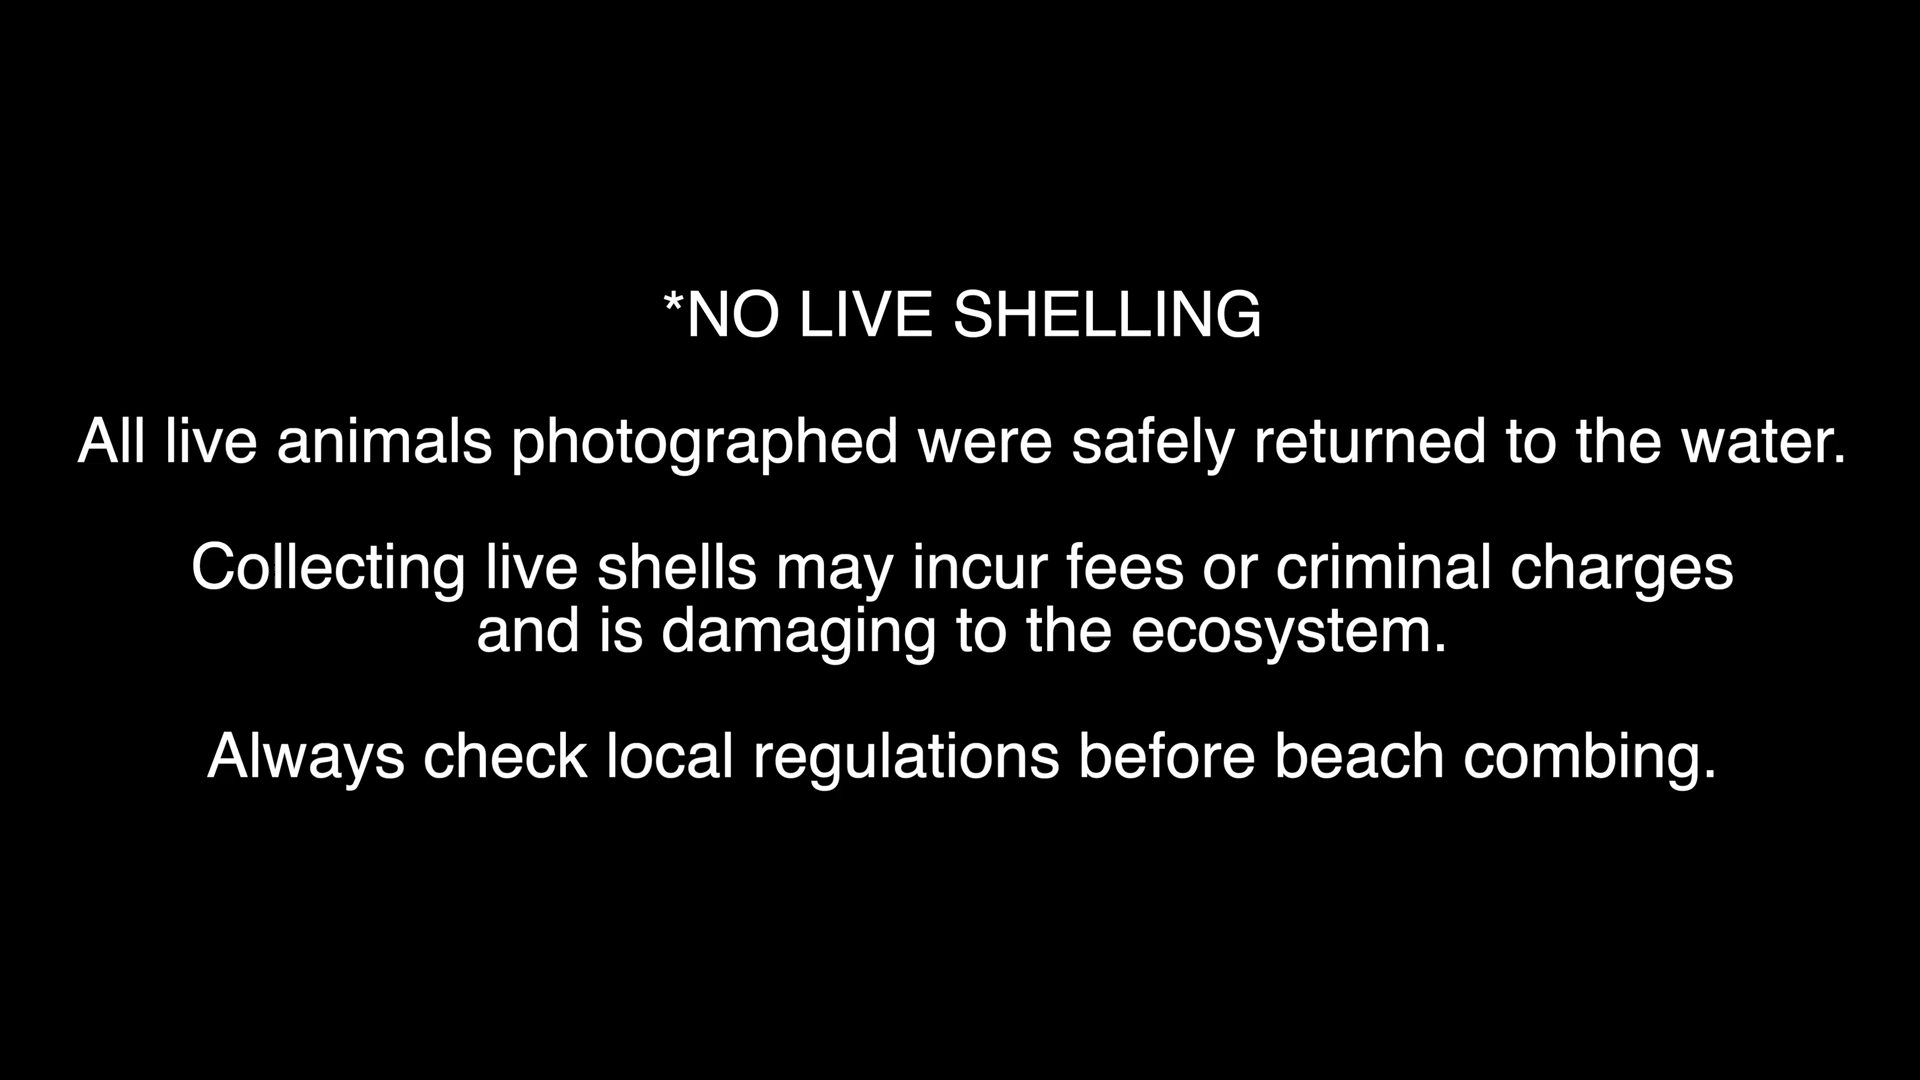 *NO LIVE SHELLING
All live animals photographed were safely returned to the water.
Collecting live shells may incur fees or criminal charges
and is damaging to the ecosystem.
Always check local regulations before beach combing.